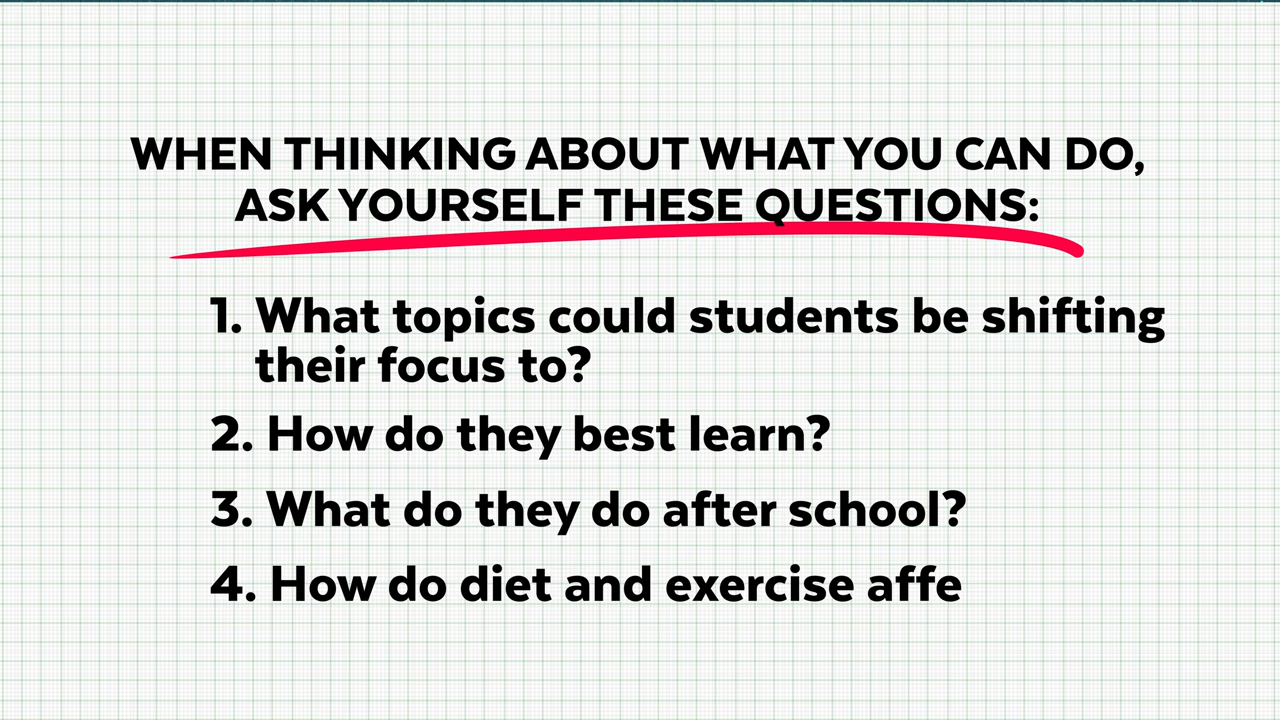 WHEN THINKING ABOUT WHAT YOU CAN DO,
ASK YOURSELF THESE QUESTIONS:
1. What topics could students be shifting
their focus to?
2. How do they best learn?
3. What do they do after school?
4. How do diet and exercise affe